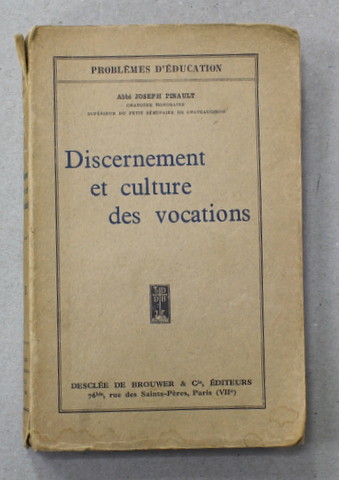 PROBLÈMES D'ÉDUCATION
Abbé JOSEPH PINAULT
CHANOINE HONORAIRE
SUPÉRIEUR DU PETIT SÉMINAIRE DE
Discernement
et culture
des vocations
DESCLÉE DE BROUWER & Cie, ÉDITEURS
76bis, rue des Saints-Pères, Paris (VIIe)